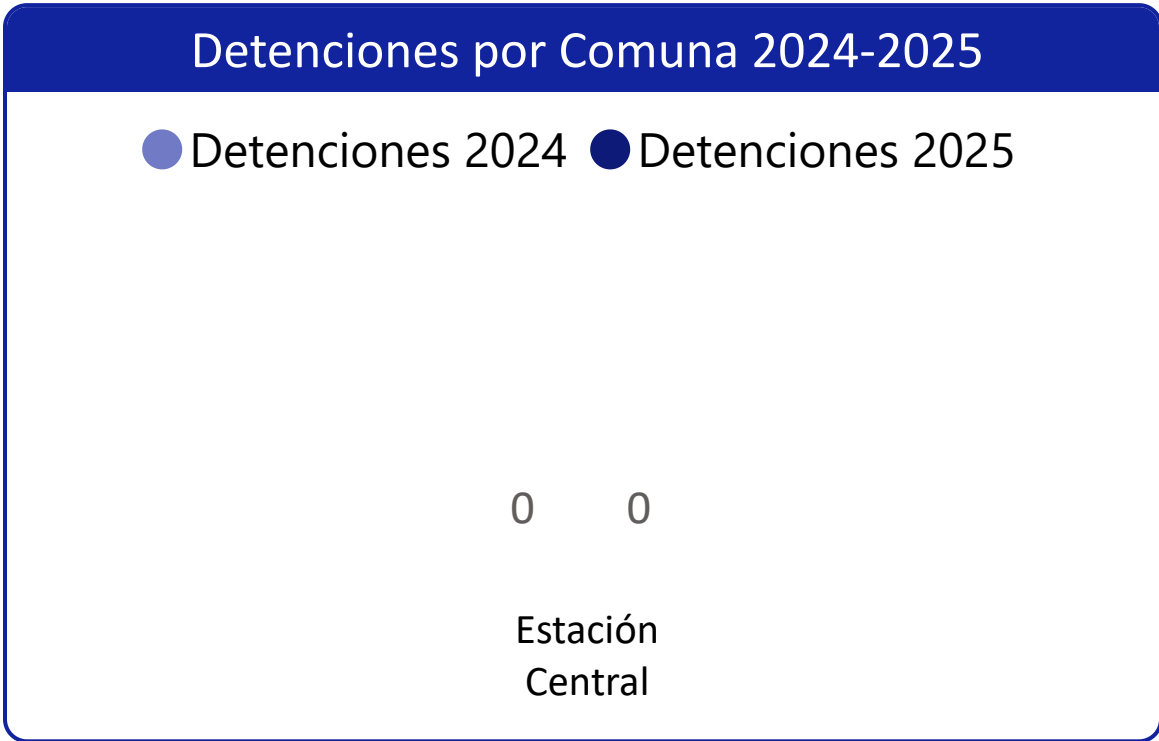 Detenciones por Comuna 2024-2025
Detenciones 2024 Detenciones 2025
0 0
Estación
Central